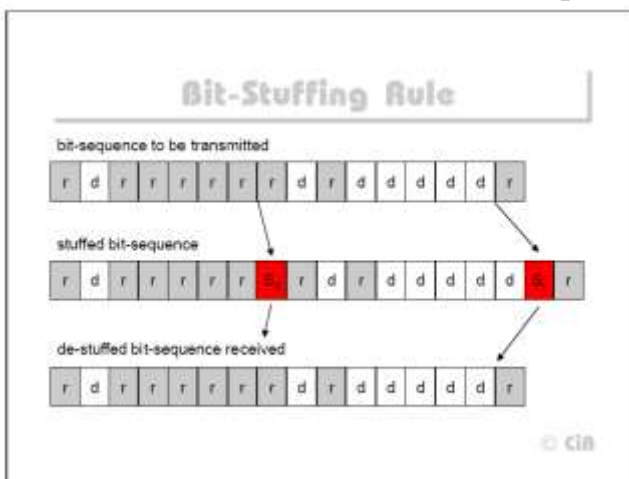 Bit-Stuffing Rule
bit-sequence to be transmitted
r d r r r r r r d r d d d d d r
stuffed bit-sequence
r d r r r r r r d r d d d d d r
de-stuffed bit-sequence received
r d r r r r r r d r d d d d d r
© CiA